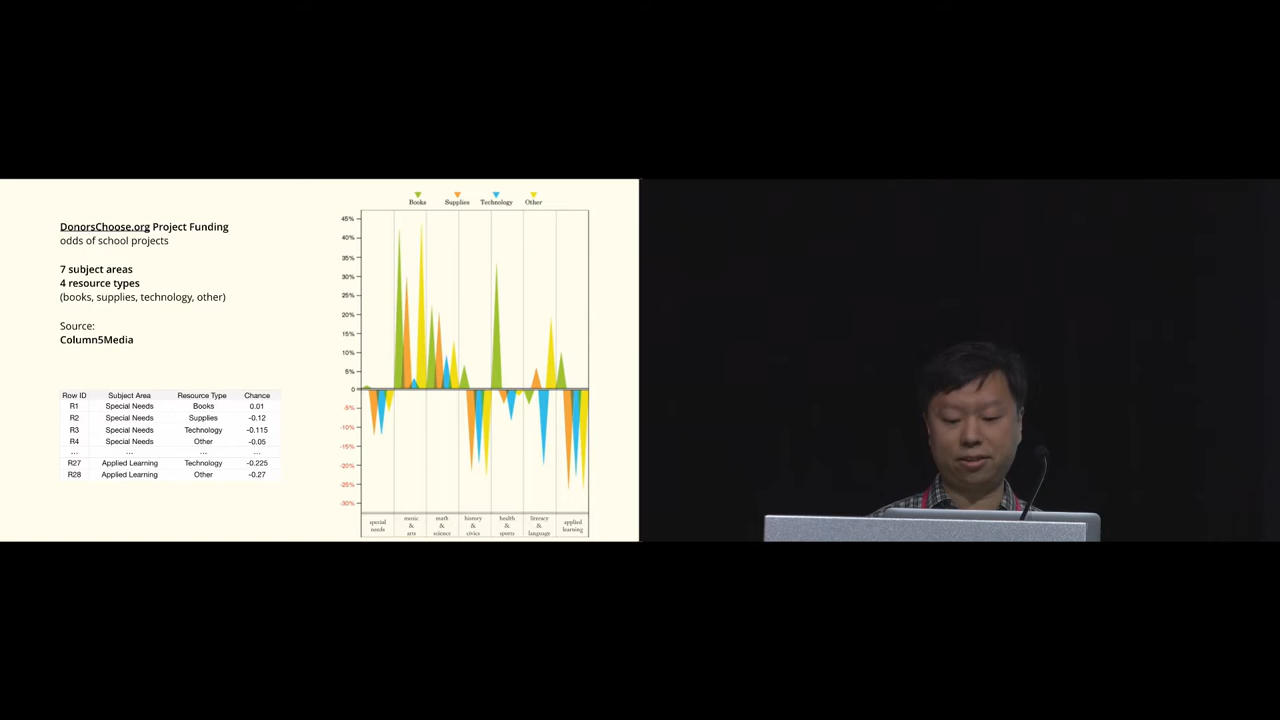 DonorsChoose.org Project Funding
odds of school projects
7 subject areas
4 resource types
(books, supplies, technology, other)
Source:
Column5Media
Row ID Subject Area Resource Type Chance
R1 Special Needs Books 0.01
R2 Special Needs Supplies -0.12
R3 Special Needs Technology -0.115
R4 Special Needs Other -0.05
... ... ... ...
R27 Applied Learning Technology -0.225
R28 Applied Learning Other -0.27
Books Supplies Technology Other
45%
40%
35%
30%
25%
20%
15%
10%
5%
0
-5%
-10%
-15%
-20%
-25%
-30%
special needs
music & arts
math & science
history & civics
health & sports
literacy & language
applied learning